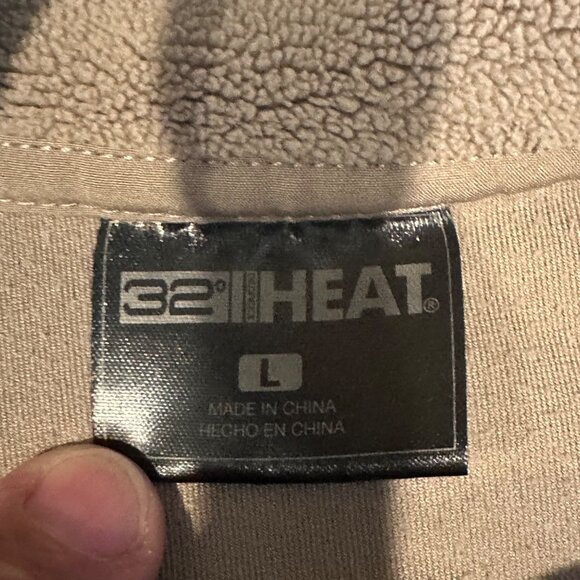 32° HEAT®
L
MADE IN CHINA
HECHO EN CHINA